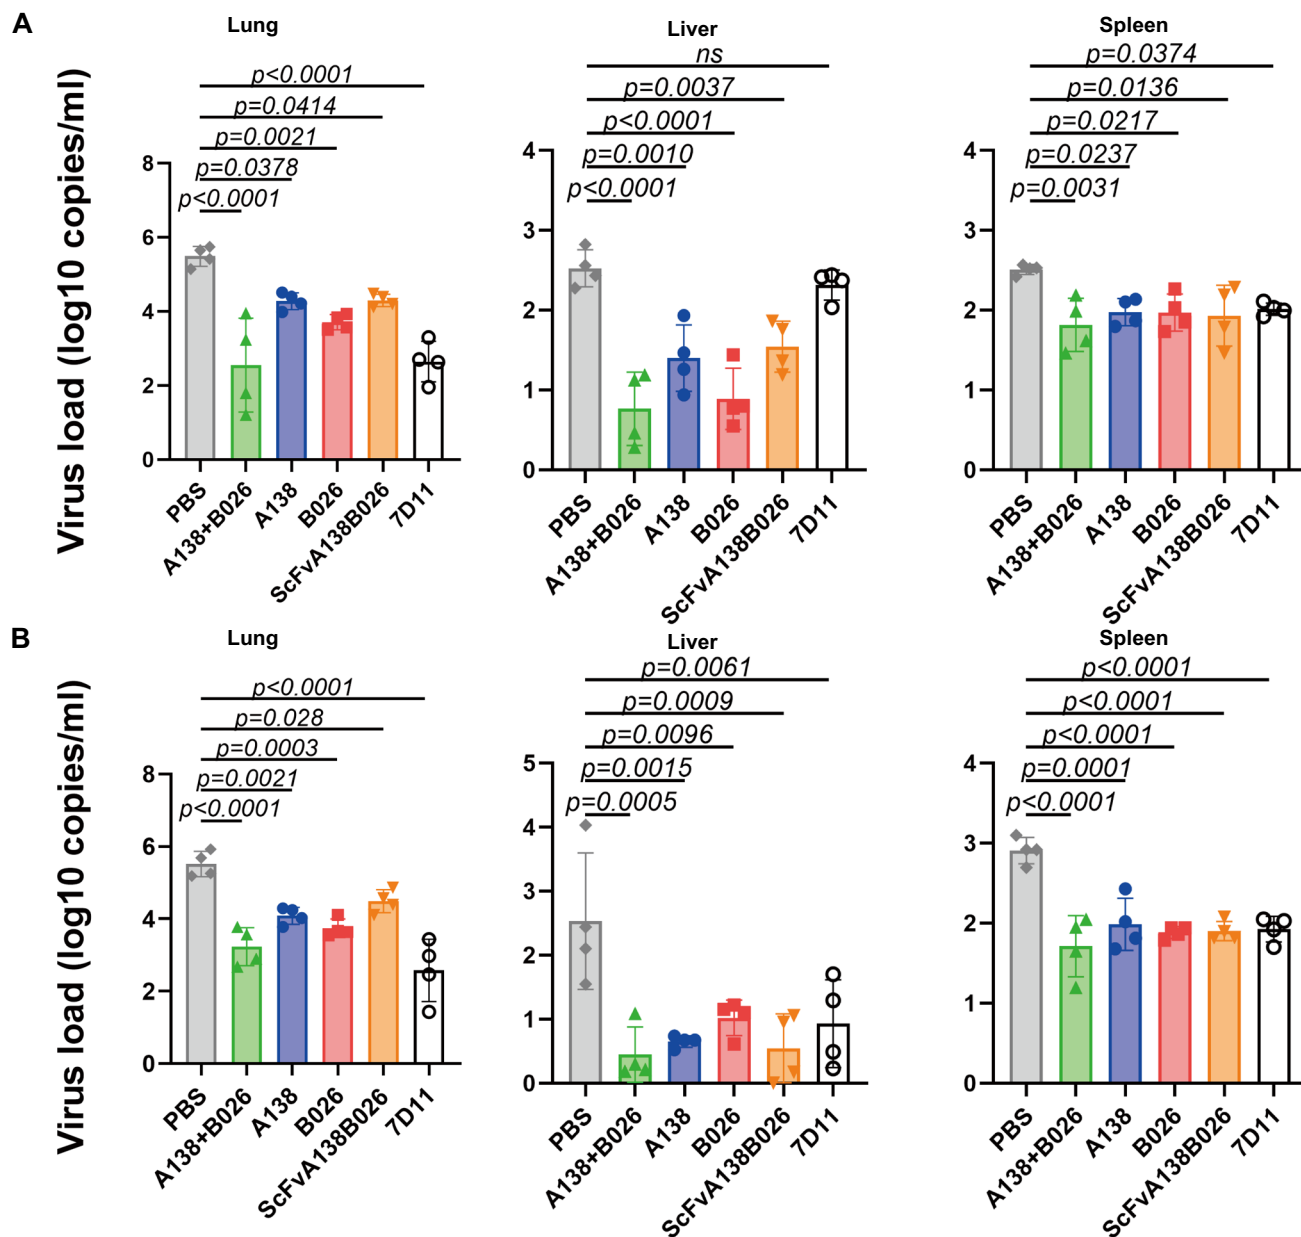 A
Lung
Liver
Spleen
Virus load (log10 copies/ml)
p<0.0001
p=0.0414
p=0.0021
p=0.0378
p<0.0001
8
6
4
2
0
PBS
A138+B026
A138
B026
ScFvA138B026
7D11
ns
p=0.0037
p<0.0001
p=0.0010
p<0.0001
4
3
2
1
0
PBS
A138+B026
A138
B026
ScFvA138B026
7D11
p=0.0374
p=0.0136
p=0.0217
p=0.0237
p=0.0031
4
3
2
1
0
PBS
A138+B026
A138
B026
ScFvA138B026
7D11
B
Lung
Liver
Spleen
Virus load (log10 copies/ml)
p<0.0001
p=0.028
p=0.0003
p=0.0021
p<0.0001
8
6
4
2
0
PBS
A138+B026
A138
B026
ScFvA138B026
7D11
p=0.0061
p=0.0009
p=0.0096
p=0.0015
p=0.0005
5
4
3
2
1
0
PBS
A138+B026
A138
B026
ScFvA138B026
7D11
p<0.0001
p<0.0001
p<0.0001
p=0.0001
p<0.0001
4
3
2
1
0
PBS
A138+B026
A138
B026
ScFvA138B026
7D11